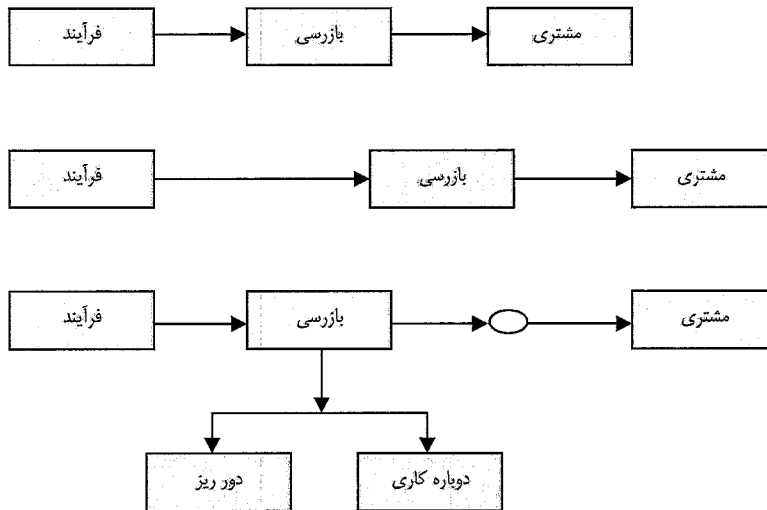 فرآیند
بازرسی
مشتری
فرآیند
بازرسی
مشتری
فرآیند
بازرسی
مشتری
دور ریز
دوباره کاری